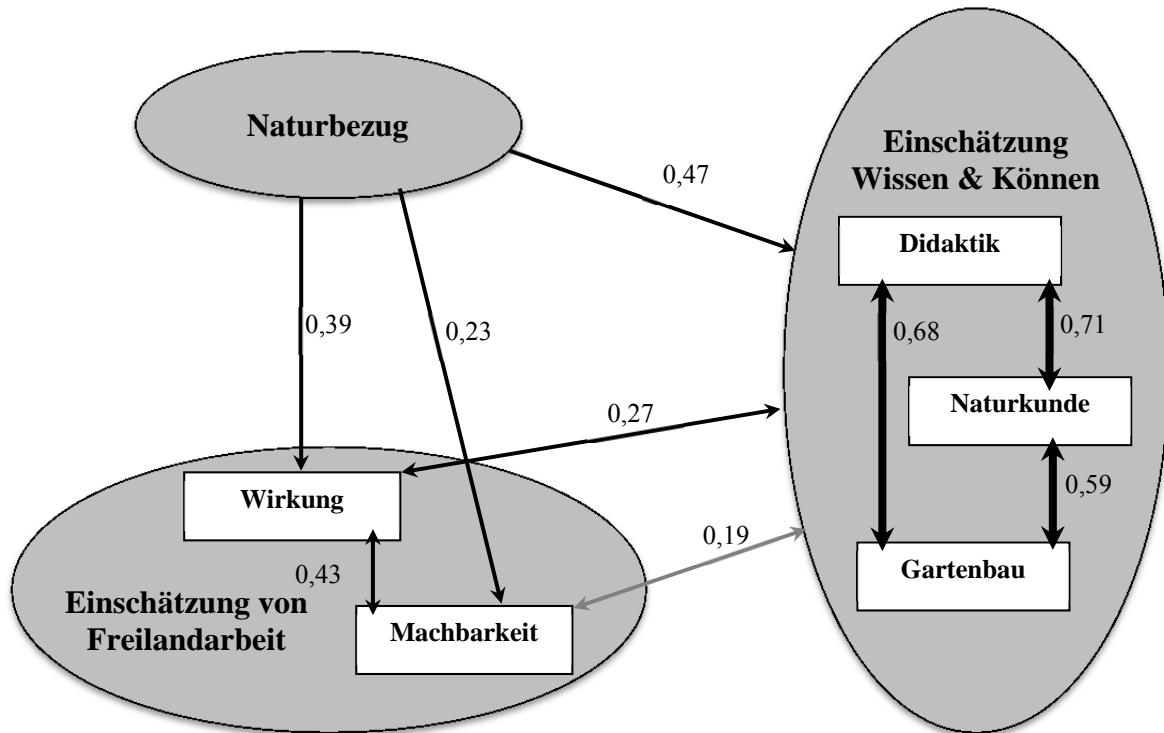 Naturbezug
Einschätzung
Wissen & Können
0,47
Didaktik
0,39
0,23
0,68
0,71
Naturkunde
0,27
Wirkung
0,59
0,19
0,43
Gartenbau
Einschätzung von
Freilandarbeit
Machbarkeit